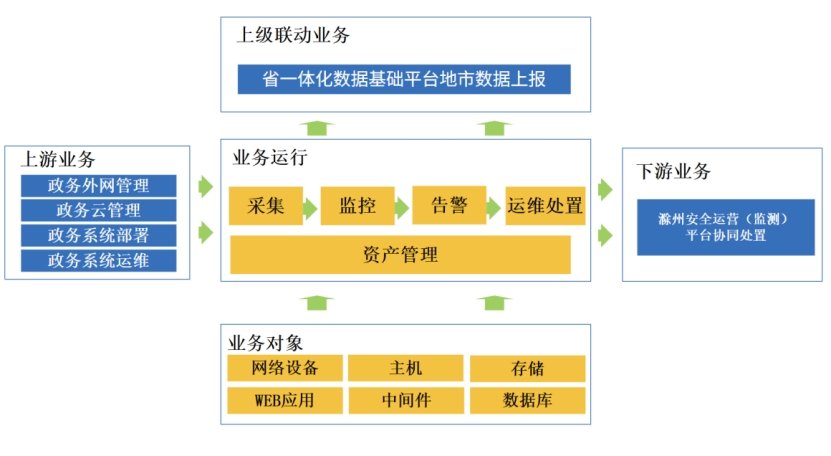 上级联动业务
省一体化数据基础平台地市数据上报
上游业务
政务外网管理
政务云管理
政务系统部署
政务系统运维
业务运行
采集
监控
告警
运维处置
资产管理
下游业务
滁州安全运营（监测）
平台协同处置
业务对象
网络设备
主机
存储
WEB应用
中间件
数据库